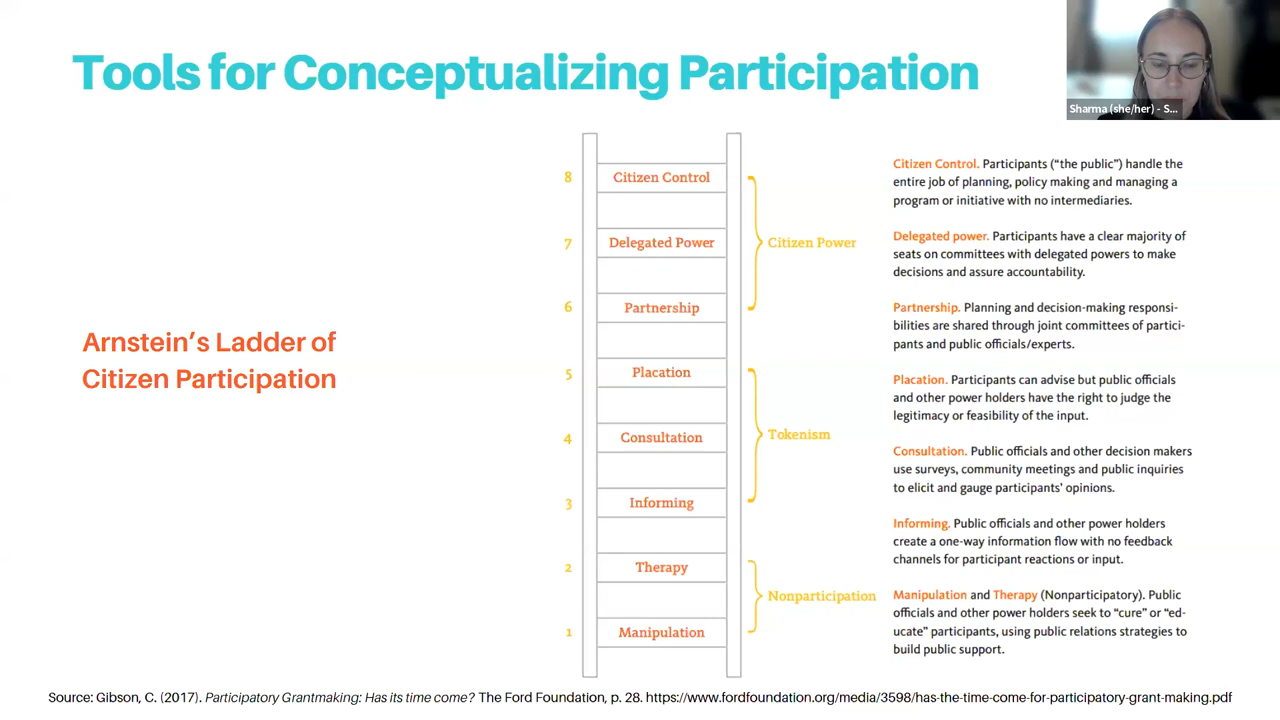 Tools for Conceptualizing Participation
Sharma (she/her) - S...
Arnstein's Ladder of
Citizen Participation
8 Citizen Control
7 Delegated Power
6 Partnership
5 Placation
4 Consultation
3 Informing
2 Therapy
1 Manipulation
Citizen Power
Tokenism
Nonparticipation
Citizen Control. Participants (“the public”) handle the
entire job of planning, policy making and managing a
program or initiative with no intermediaries.
Delegated power. Participants have a clear majority of
seats on committees with delegated powers to make
decisions and assure accountability.
Partnership. Planning and decision-making responsi-
bilities are shared through joint committees of partici-
pants and public officials/experts.
Placation. Participants can advise but public officials
and other power holders have the right to judge the
legitimacy or feasibility of the input.
Consultation. Public officials and other decision makers
use surveys, community meetings and public inquiries
to elicit and gauge participants’ opinions.
Informing. Public officials and other power holders
create a one-way information flow with no feedback
channels for participant reactions or input.
Manipulation and Therapy (Nonparticipatory). Public
officials and other power holders seek to “cure” or “ed-
ucate” participants, using public relations strategies to
build public support.
Source: Gibson, C. (2017). Participatory Grantmaking: Has its time come? The Ford Foundation, p. 28. https://www.fordfoundation.org/media/3598/has-the-time-come-for-participatory-grant-making.pdf